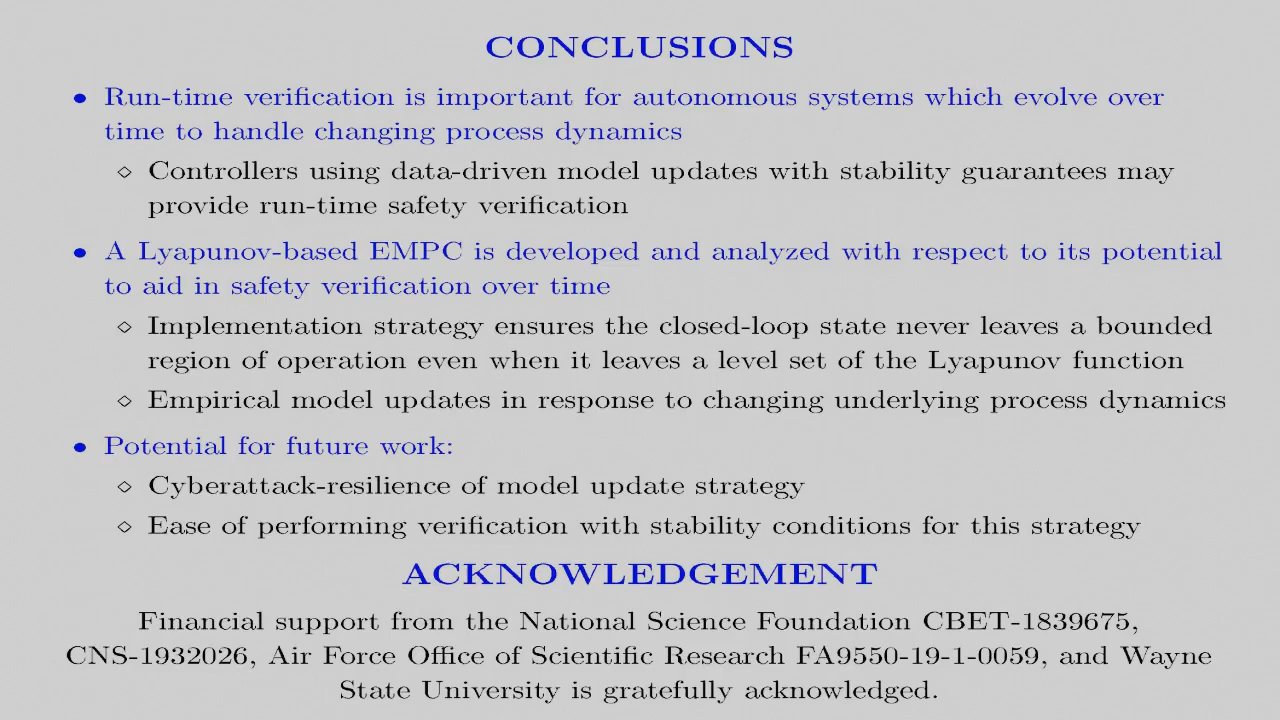 CONCLUSIONS
• Run-time verification is important for autonomous systems which evolve over
time to handle changing process dynamics
⋄ Controllers using data-driven model updates with stability guarantees may
provide run-time safety verification
• A Lyapunov-based EMPC is developed and analyzed with respect to its potential
to aid in safety verification over time
⋄ Implementation strategy ensures the closed-loop state never leaves a bounded
region of operation even when it leaves a level set of the Lyapunov function
⋄ Empirical model updates in response to changing underlying process dynamics
• Potential for future work:
⋄ Cyberattack-resilience of model update strategy
⋄ Ease of performing verification with stability conditions for this strategy
ACKNOWLEDGEMENT
Financial support from the National Science Foundation CBET-1839675,
CNS-1932026, Air Force Office of Scientific Research FA9550-19-1-0059, and Wayne
State University is gratefully acknowledged.